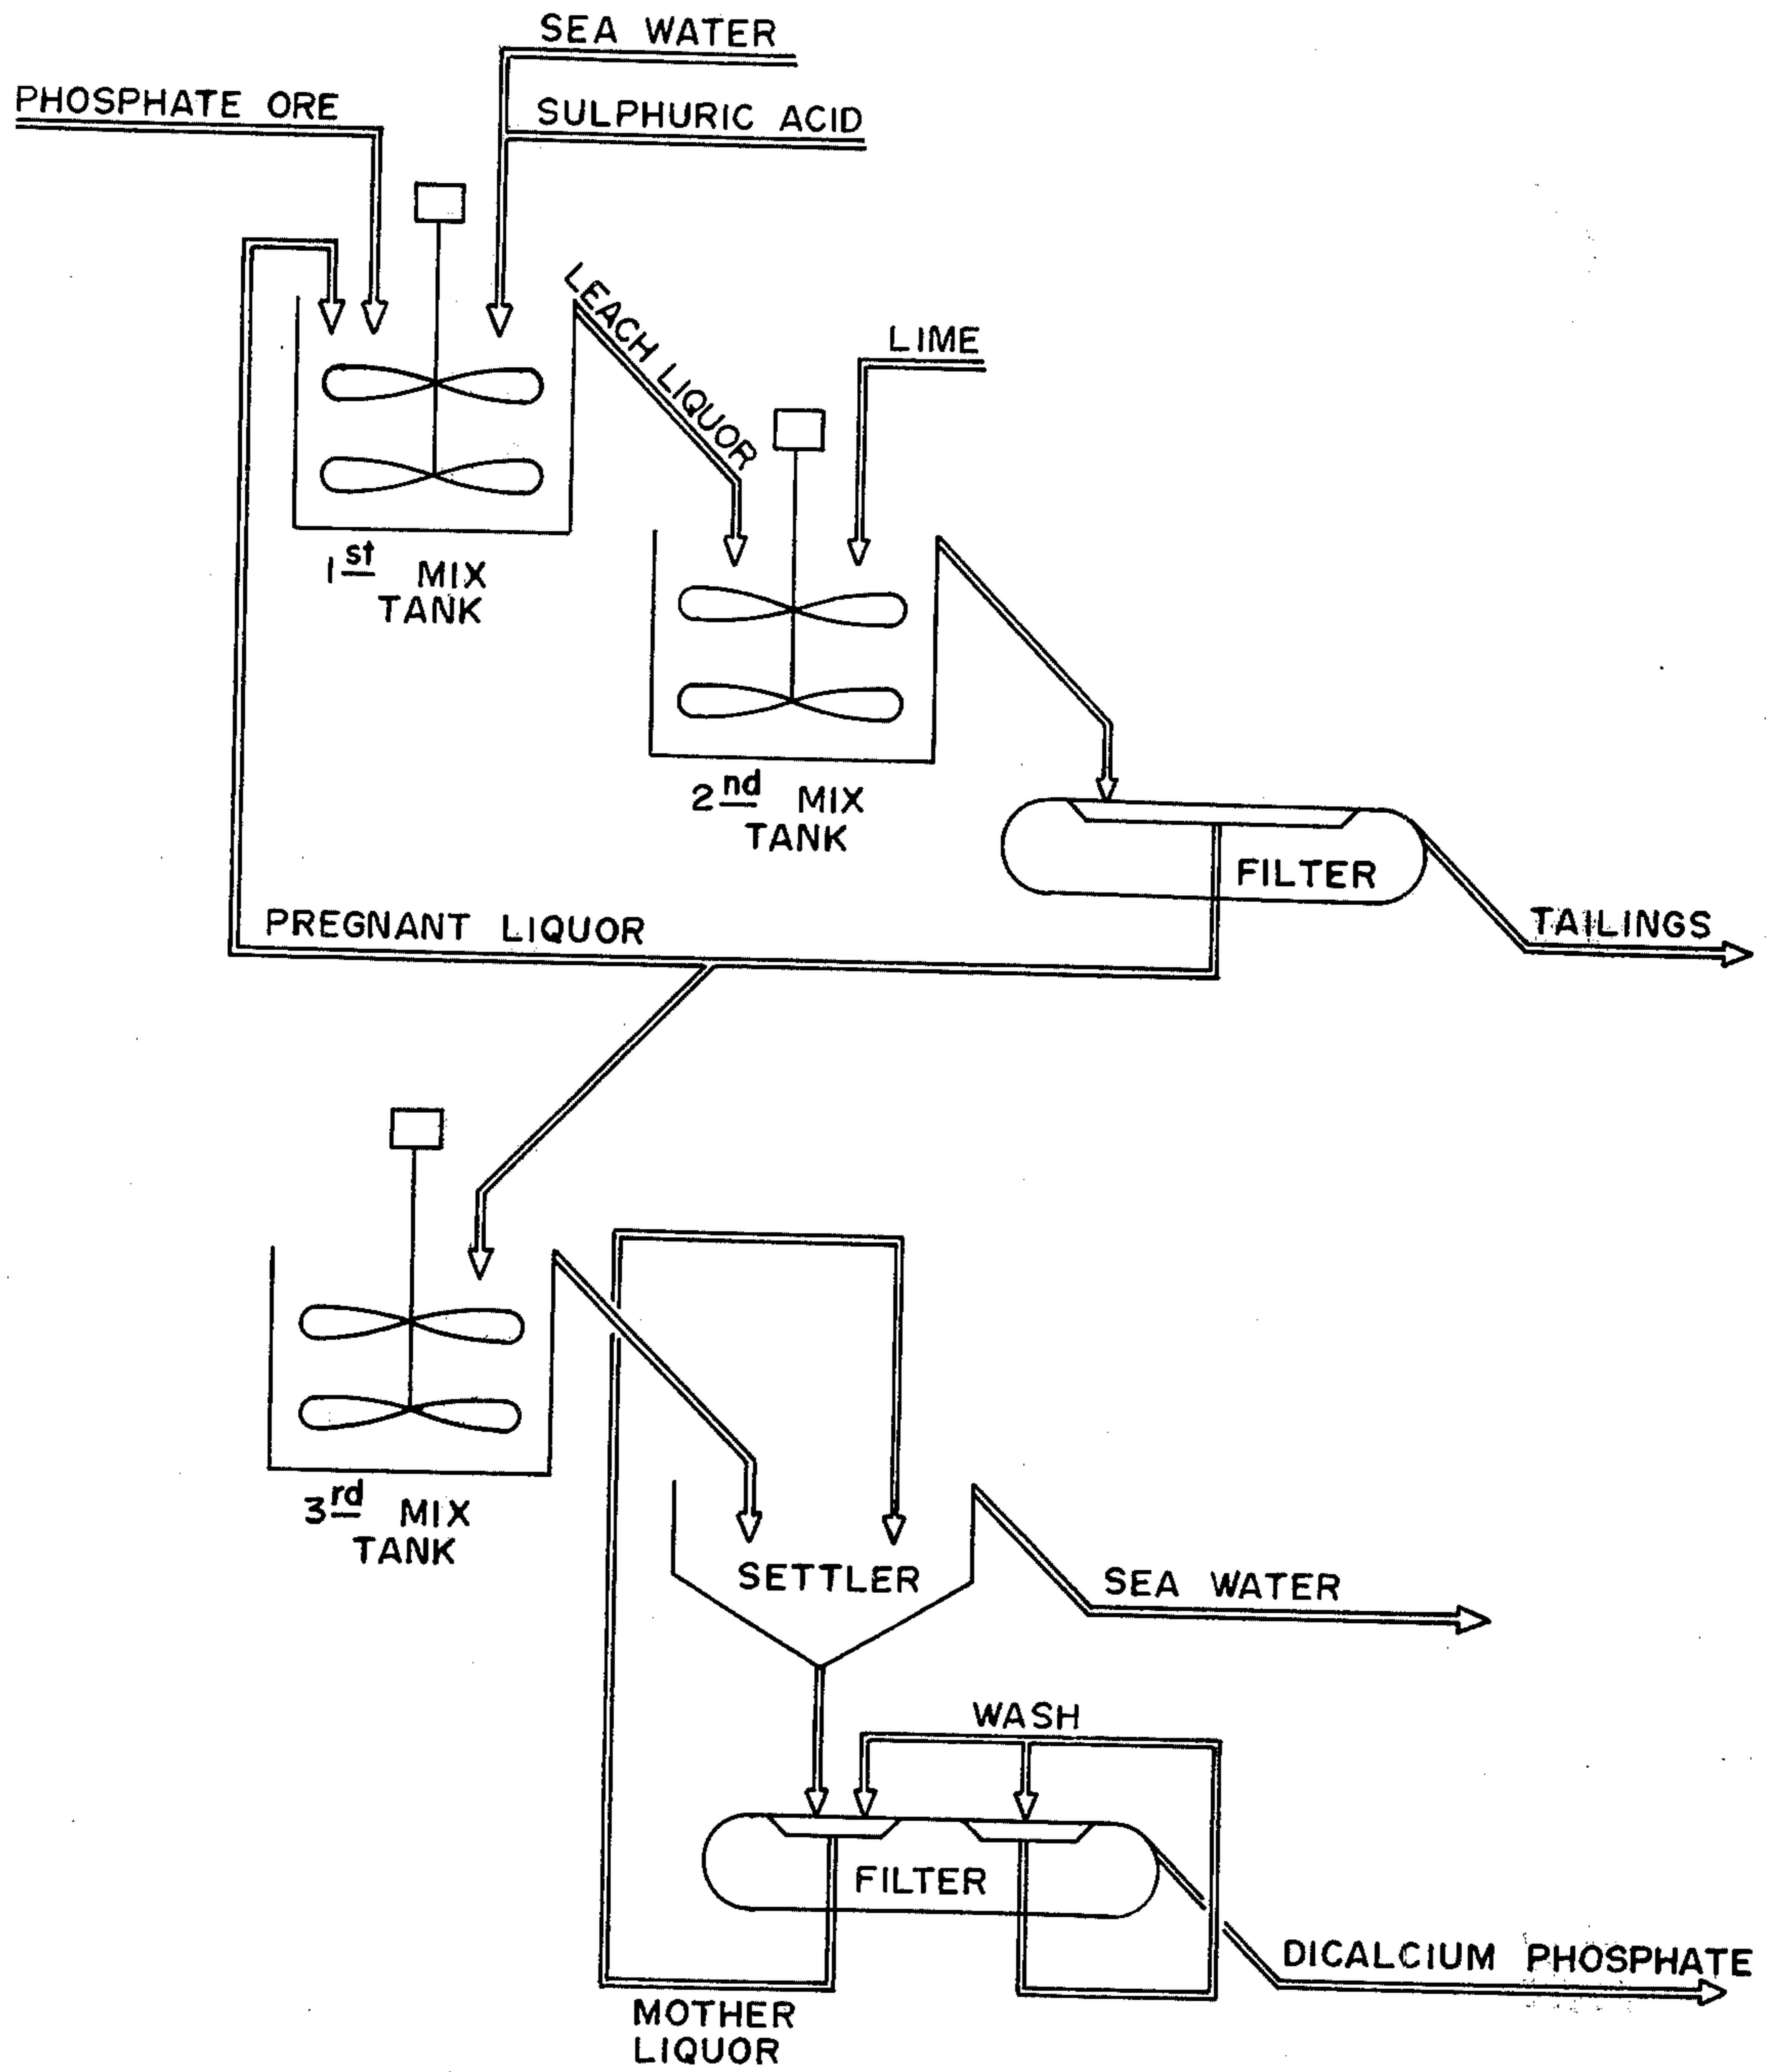 SEA WATER
PHOSPHATE ORE
SULPHURIC ACID
LEACH LIQUOR
LIME
1st MIX
TANK
2nd MIX
TANK
FILTER
PREGNANT LIQUOR
TAILINGS
3rd MIX
TANK
SETTLER
SEA WATER
WASH
FILTER
DICALCIUM PHOSPHATE
MOTHER
LIQUOR